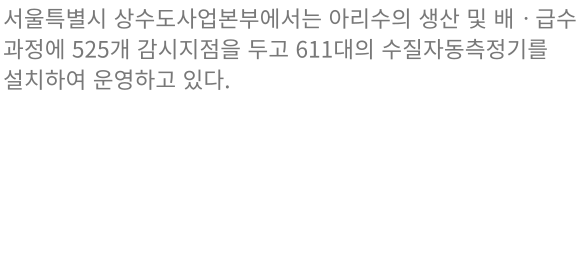 서울특별시 상수도사업본부에서는 아리수의 생산 및 배ㆍ급수
과정에 525개 감시지점을 두고 611대의 수질자동측정기를
설치하여 운영하고 있다.